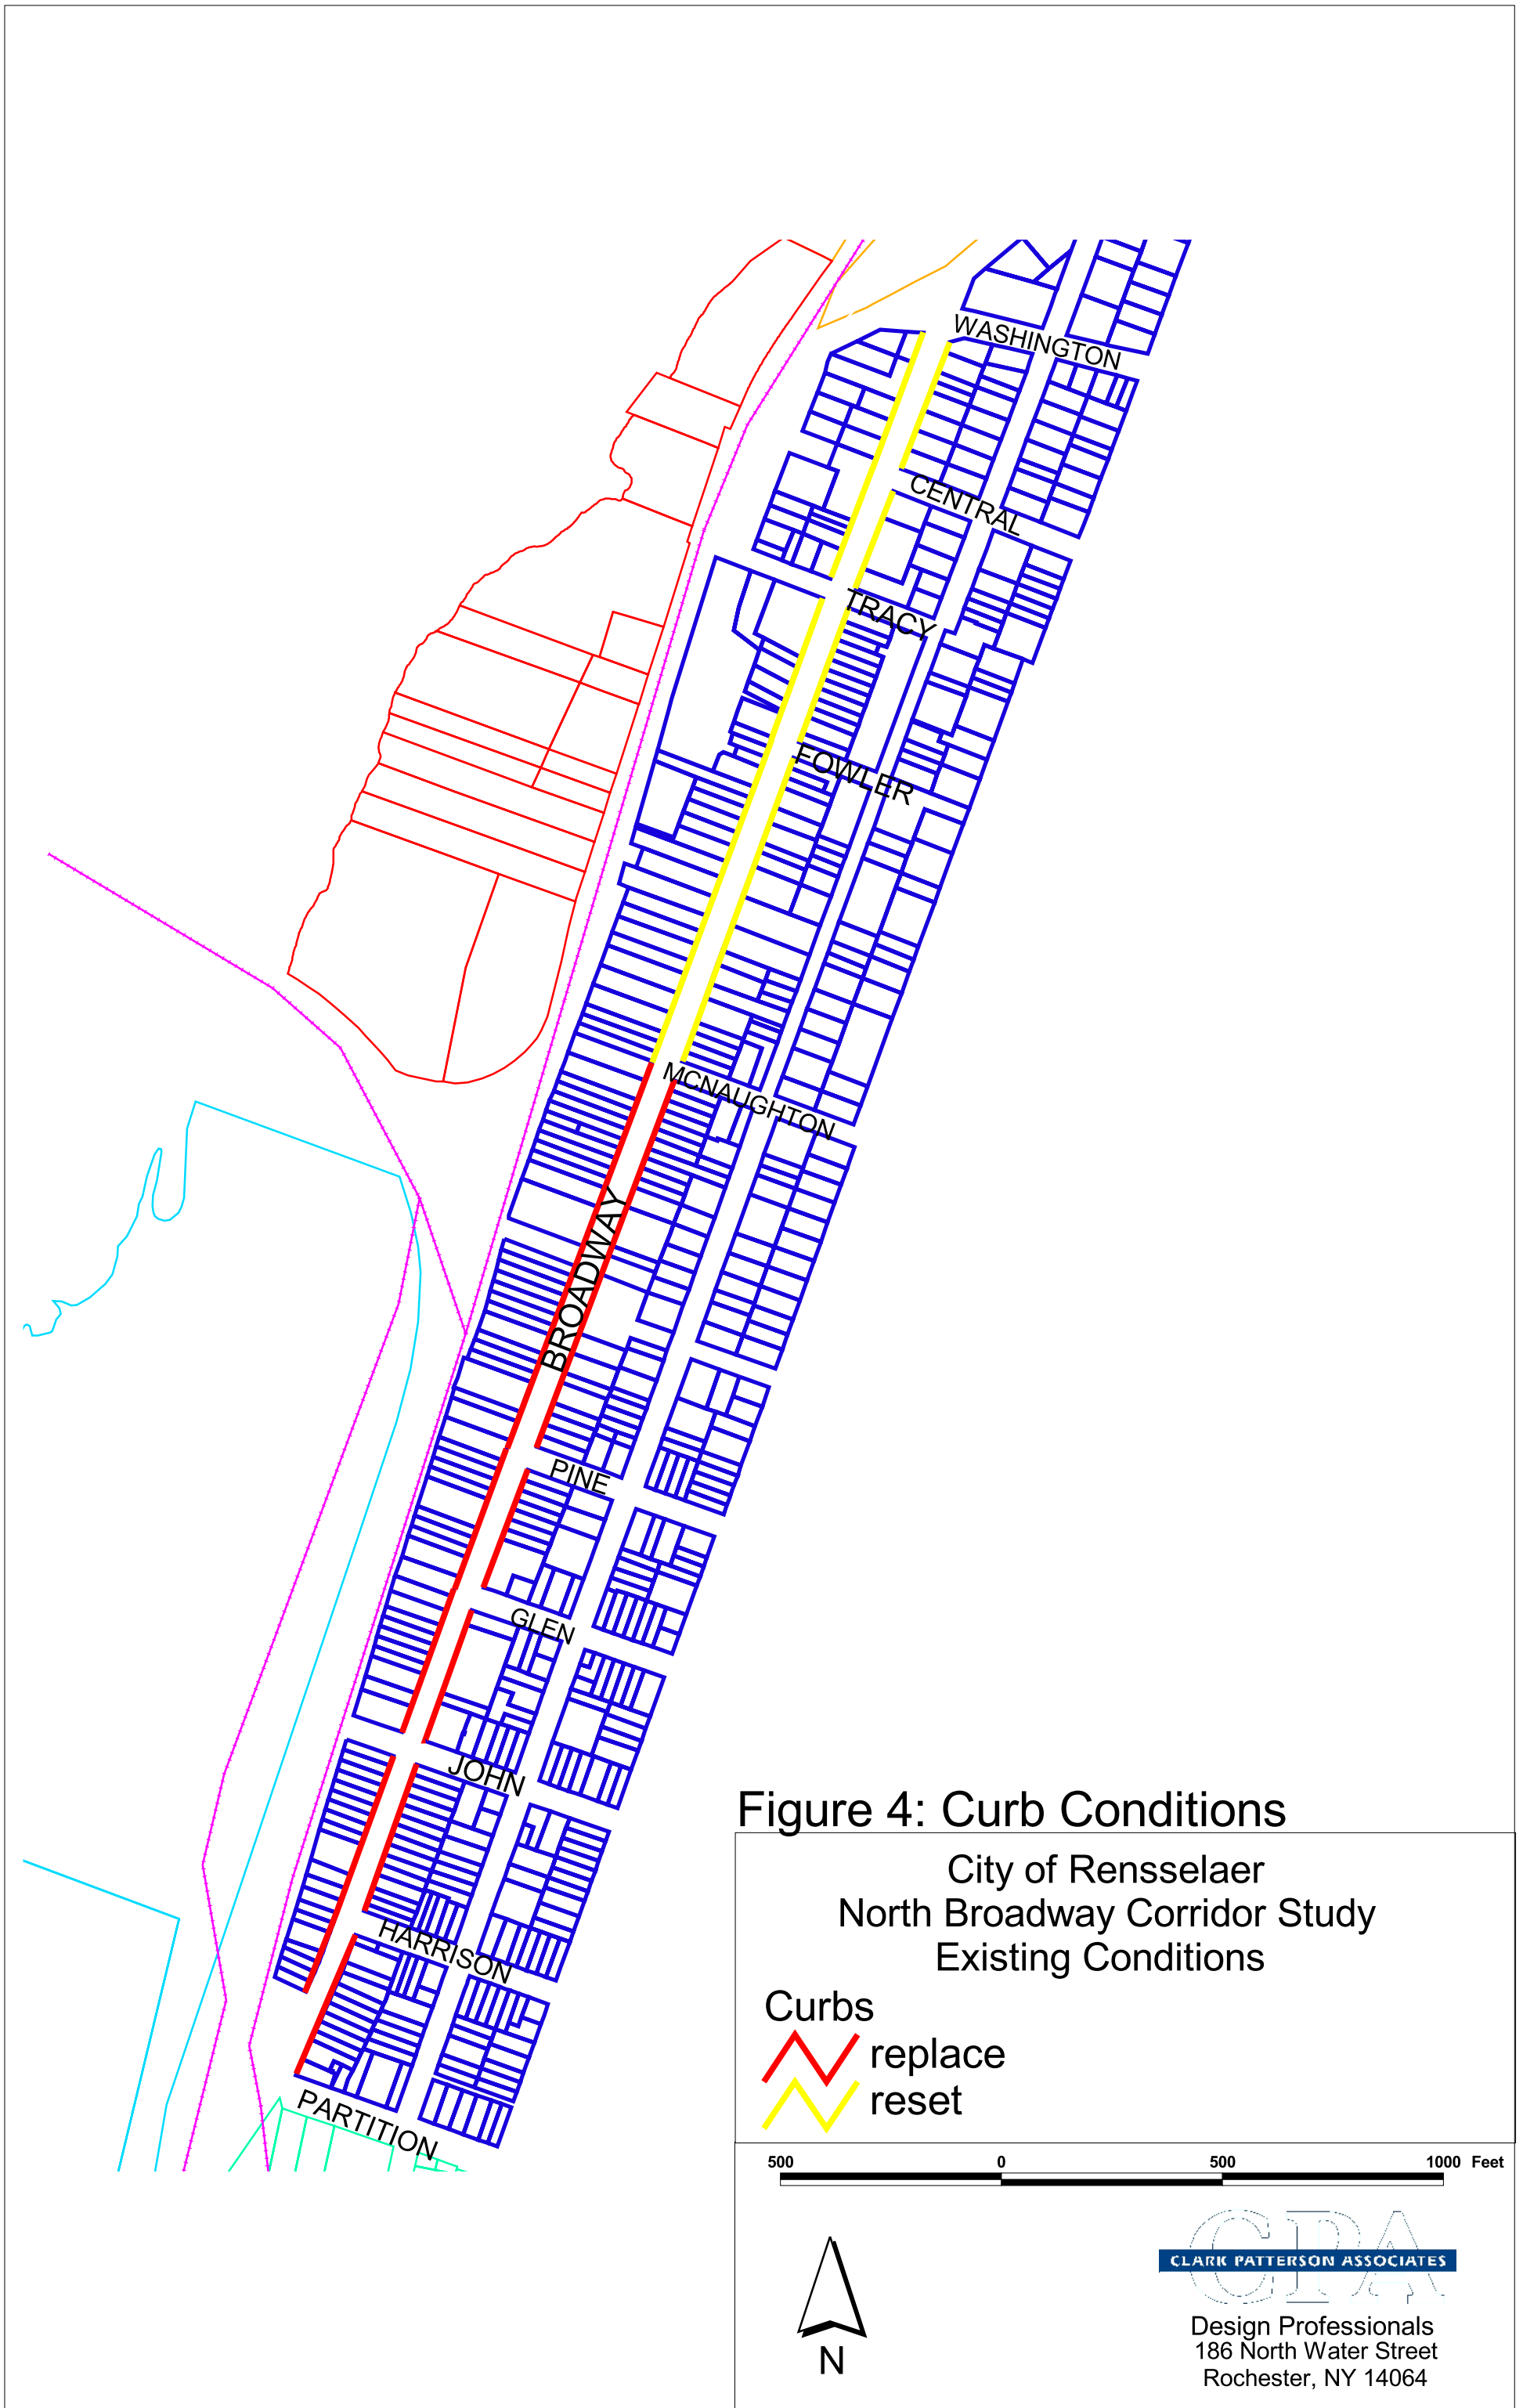 WASHINGTON
CENTRAL
TRACY
FOWLER
MCNAUGHTON
BROADWAY
PINE
GLEN
JOHN
HARRISON
PARTITION
Figure 4: Curb Conditions
City of Rensselaer
North Broadway Corridor Study
Existing Conditions
Curbs
replace
reset
500 0 500 1000 Feet
N
CPA
CLARK PATTERSON ASSOCIATES
Design Professionals
186 North Water Street
Rochester, NY 14064